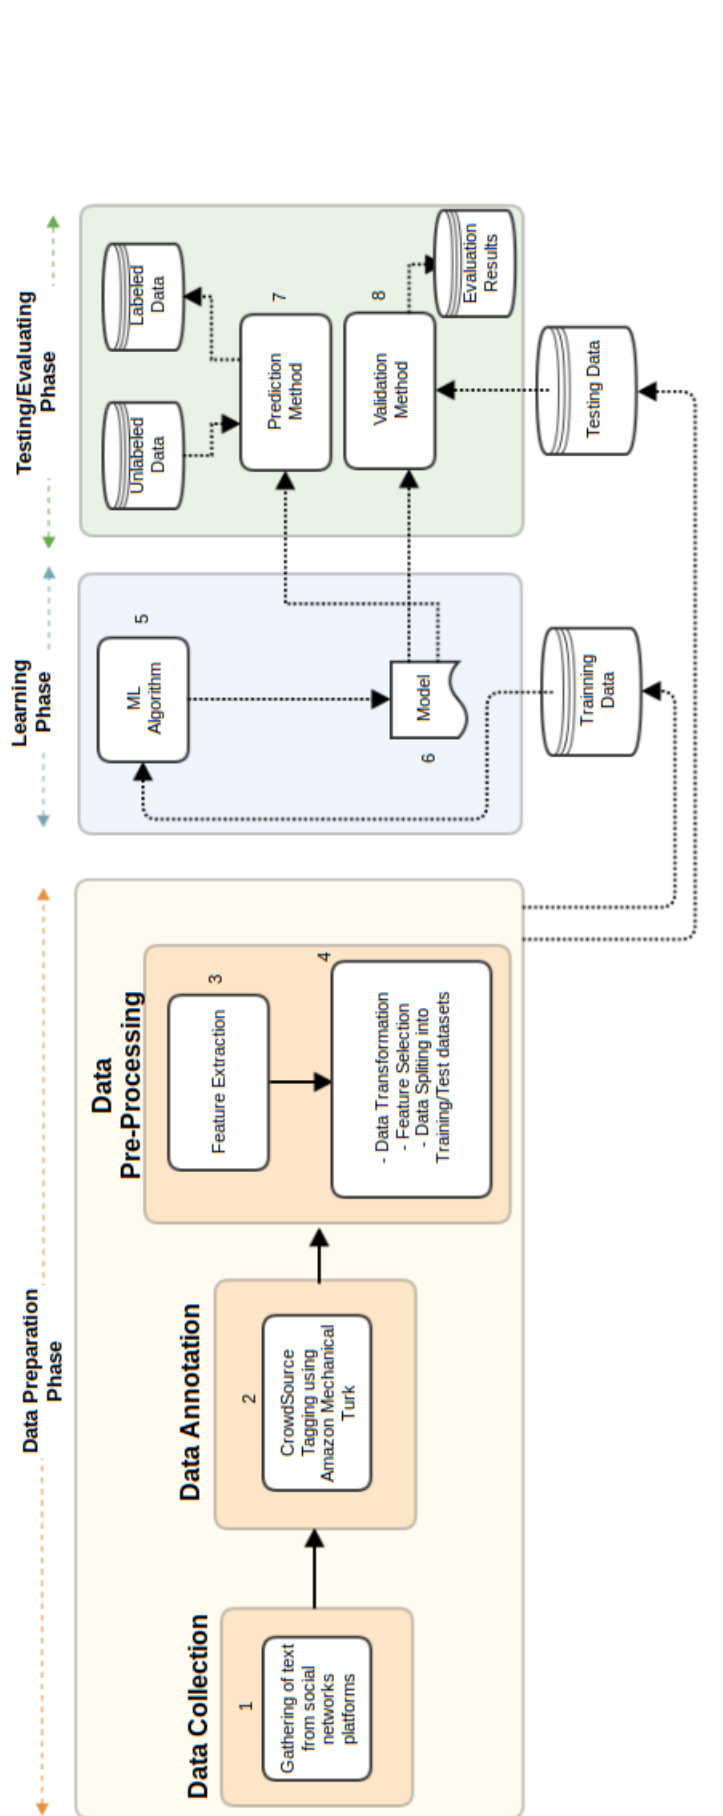 Data Preparation
Phase
Learning
Phase
Testing/Evaluating
Phase
Data Collection
1
Gathering of text
from social
networks
platforms
Data Annotation
2
CrowdSource
Tagging using
Amazon Mechanical
Turk
Data
Pre-Processing
3
Feature Extraction
4
- Data Transformation
- Feature Selection
- Data Spliting into
Training/Test datasets
5
ML
Algorithm
Model
6
Trainning
Data
Unlabeled
Data
Labeled
Data
Prediction
Method
7
Validation
Method
8
Evaluation
Results
Testing Data